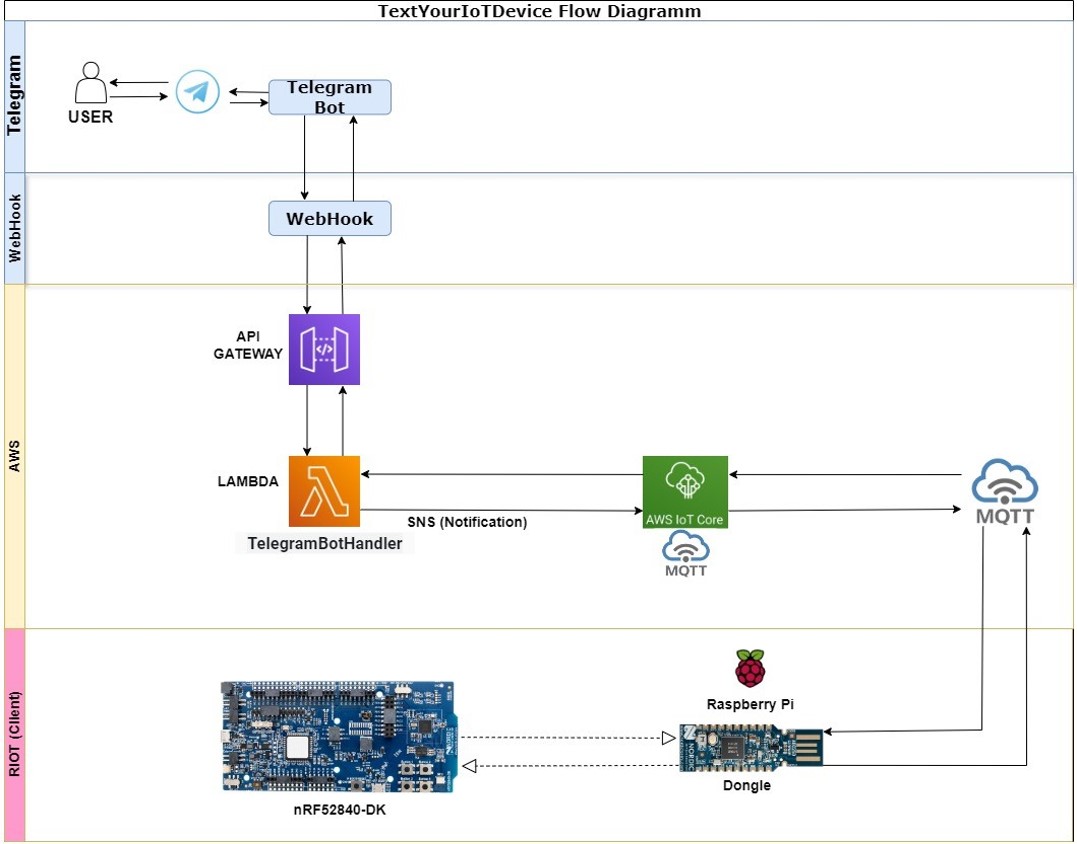 TextYourIoTDevice Flow Diagramm
Telegram
USER
Telegram
Bot
WebHook
WebHook
AWS
API
GATEWAY
LAMBDA
TelegramBotHandler
SNS (Notification)
AWS IoT Core
MQTT
MQTT
RIOT (Client)
nRF52840-DK
Raspberry Pi
Dongle